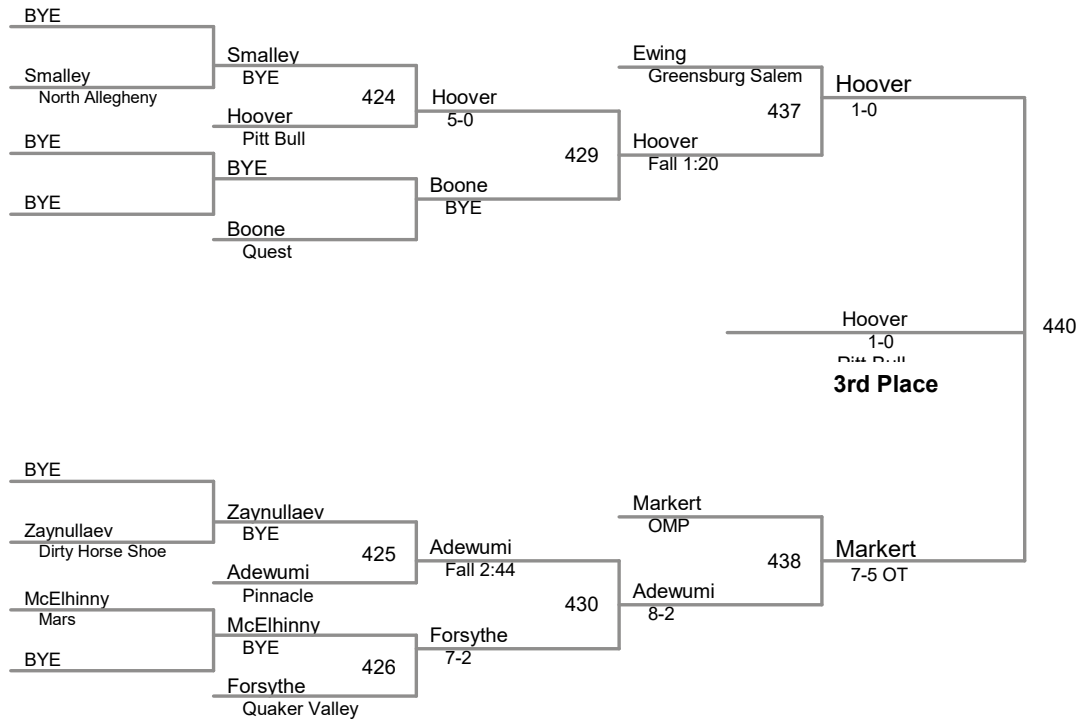 BYE
Smalley
North Allegheny
BYE
BYE
Smalley
BYE
424
Hoover
Pitt Bull
BYE
Boone
Quest
Hoover
5-0
429
Boone
BYE
Ewing
Greensburg Salem
437
Hoover
Fall 1:20
Hoover
1-0
Hoover
1-0
Pitt Bull
3rd Place
440
BYE
Zaynullaev
Dirty Horse Shoe
McElhinny
Mars
BYE
Zaynullaev
BYE
425
Adewumi
Pinnacle
McElhinny
BYE
426
Forsythe
Quaker Valley
Adewumi
Fall 2:44
430
Forsythe
7-2
Markert
OMP
438
Adewumi
8-2
Markert
7-5 OT